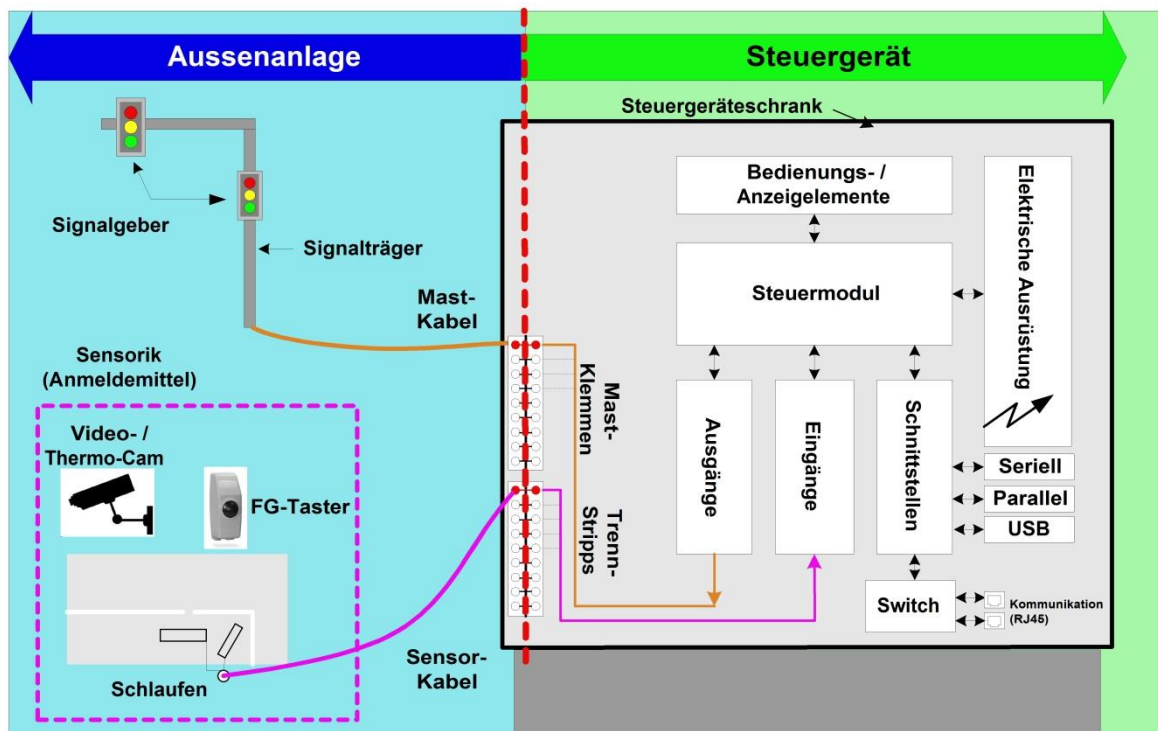 Aussenanlage
Steuergerät
Steuergeräteschrank
Signalgeber
Signalträger
Mast-
Kabel
Sensorik
(Anmeldemittel)
Video- /
Thermo-Cam
FG-Taster
Schlaufen
Sensor-
Kabel
Mast-
Klemmen
Trenn-
Stripps
Bedienungs- /
Anzeigelemente
Steuermodul
Elektrische Ausrüstung
Ausgänge
Eingänge
Schnittstellen
Seriell
Parallel
USB
Switch
Kommunikation
(RJ45)